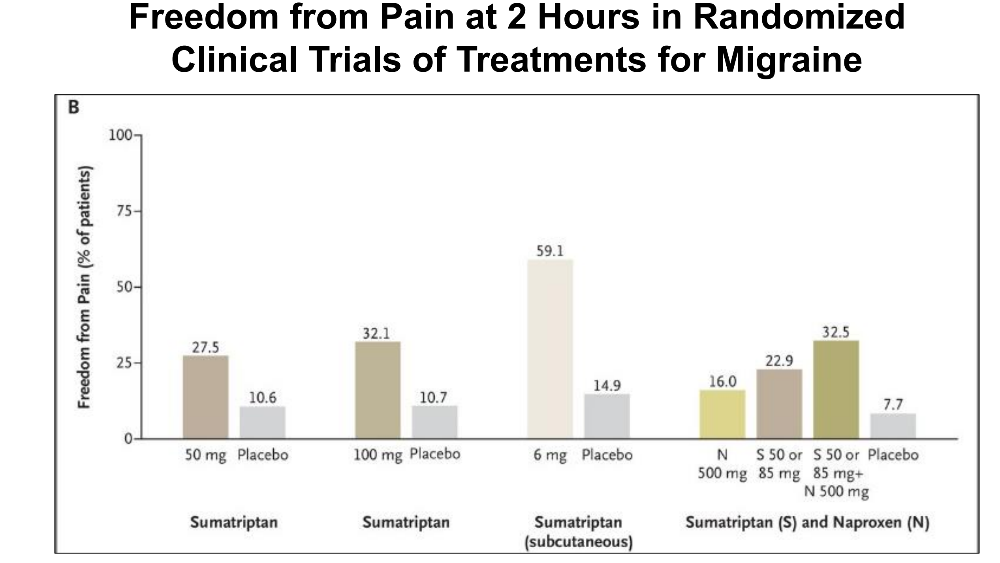 Freedom from Pain at 2 Hours in Randomized
Clinical Trials of Treatments for Migraine
B
Freedom from Pain (% of patients)
100
75
50
25
0
27.5
10.6
32.1
10.7
59.1
14.9
16.0
22.9
32.5
7.7
50 mg Placebo
100 mg Placebo
6 mg Placebo
N
500 mg
S 50 or
85 mg
S 50 or
85 mg+
N 500 mg
Placebo
Sumatriptan
Sumatriptan
Sumatriptan
(subcutaneous)
Sumatriptan (S) and Naproxen (N)